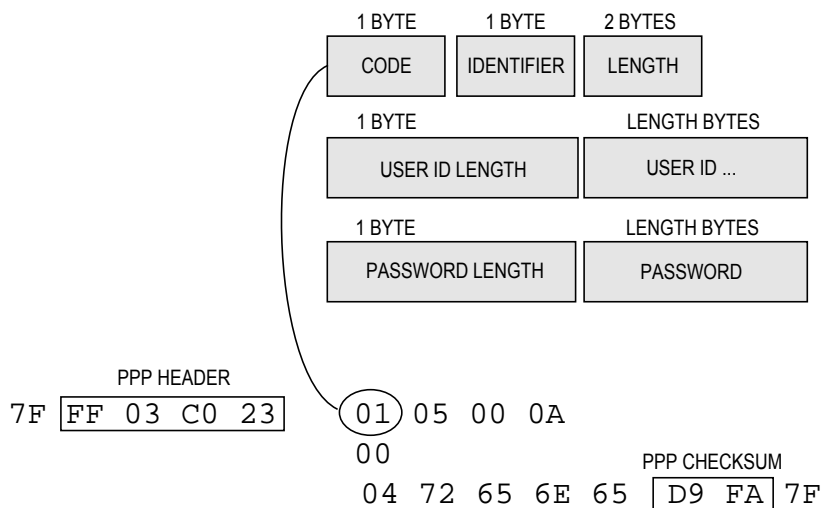 1 BYTE 1 BYTE 2 BYTES
CODE IDENTIFIER LENGTH
1 BYTE LENGTH BYTES
USER ID LENGTH USER ID ...
1 BYTE LENGTH BYTES
PASSWORD LENGTH PASSWORD
PPP HEADER
7F FF 03 C0 23 01 05 00 0A
00
PPP CHECKSUM
04 72 65 6E 65 D9 FA 7F